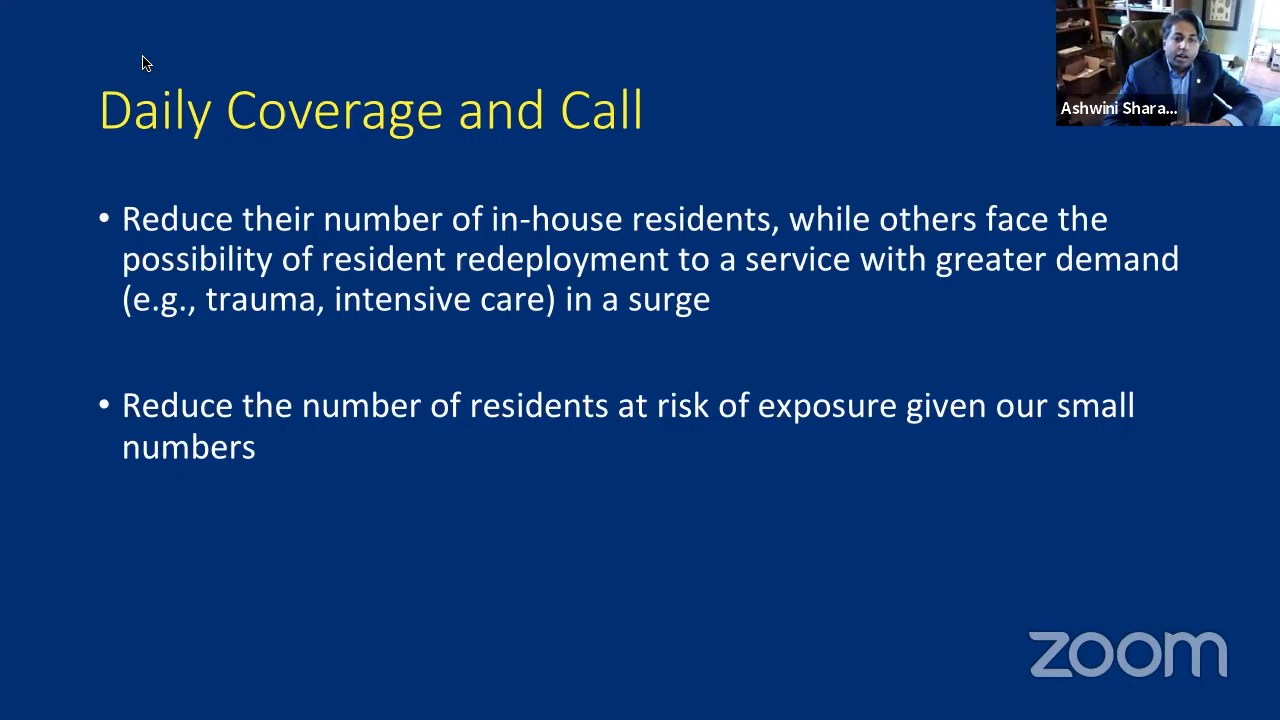 Ashwini Shara...
Daily Coverage and Call
• Reduce their number of in-house residents, while others face the
possibility of resident redeployment to a service with greater demand
(e.g., trauma, intensive care) in a surge
• Reduce the number of residents at risk of exposure given our small
numbers
zoom